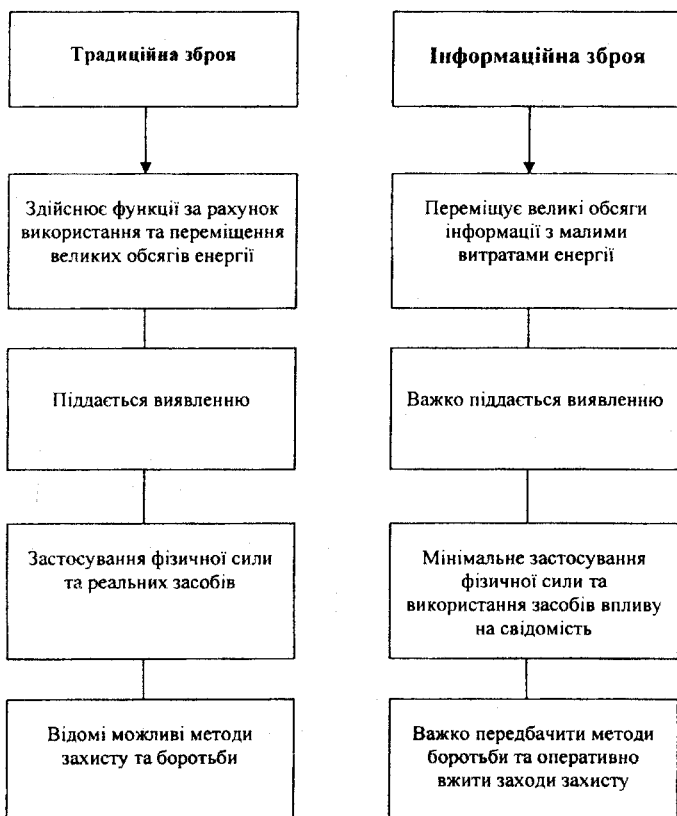 Традиційна зброя
Здійснює функції за рахунок
використання та переміщення
великих обсягів енергії
Піддається виявленню
Застосування фізичної сили
та реальних засобів
Відомі можливі методи
захисту та боротьби
Інформаційна зброя
Переміщує великі обсяги
інформації з малими
витратами енергії
Важко піддається виявленню
Мінімальне застосування
фізичної сили та
використання засобів впливу
на свідомість
Важко передбачити методи
боротьби та оперативно
вжити заходи захисту